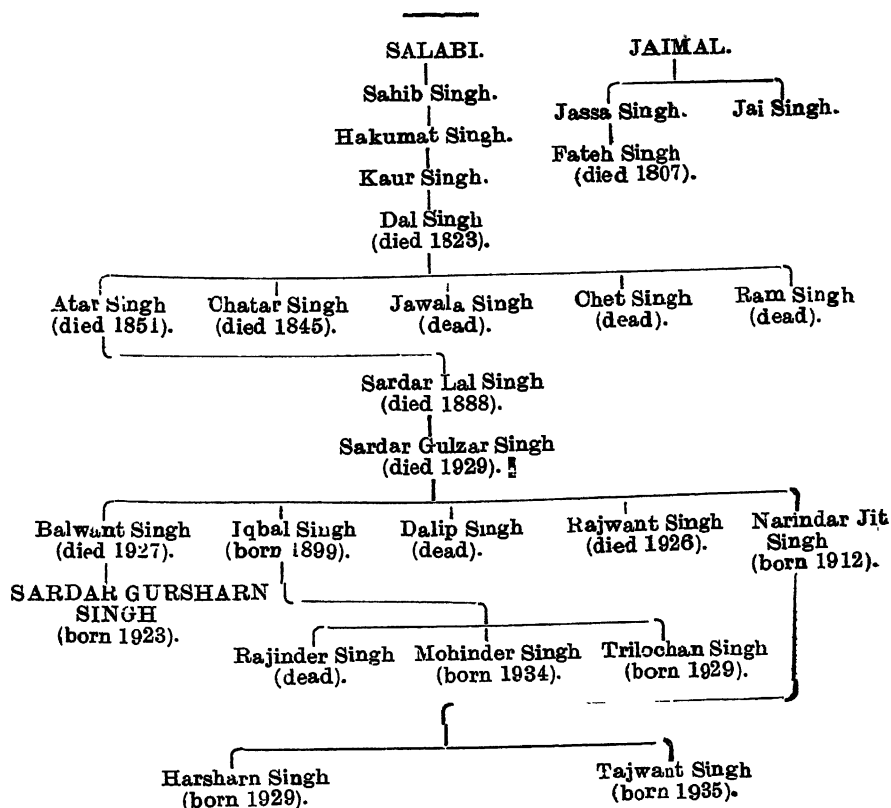 SALABI. JAIMAL.
Sahib Singh. Jassa Singh. Jai Singh.
Hakumat Singh. Fateh Singh
(died 1807).
Kaur Singh.
Dal Singh
(died 1823).
Atar Singh Chatar Singh Jawala Singh Chet Singh Ram Singh
(died 1851). (died 1845). (dead). (dead). (dead).
Sardar Lal Singh
(died 1888).
Sardar Gulzar Singh
(died 1929).
Balwant Singh Iqbal Singh Dalip Singh Rajwant Singh Narindar Jit
Singh
(died 1927). (born 1899). (dead). (died 1926). (born 1912).
SARDAR GURSHARN
SINGH
(born 1923).
Rajinder Singh Mohinder Singh Trilochan Singh
(dead). (born 1934). (born 1929).
Harsharn Singh Tajwant Singh
(born 1929). (born 1935).